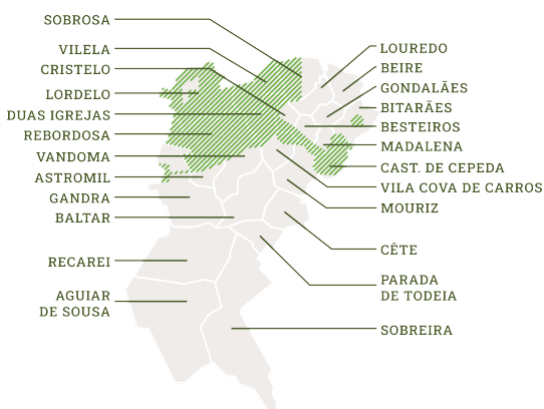 SOBROSA
VILELA
CRISTELO
LORDELO
DUAS IGREJAS
REBORDOSA
VANDOMA
ASTROMIL
GANDRA
BALTAR
RECAREI
AGUIAR
DE SOUSA
LOUREDO
BEIRE
GONDALÃES
BITARÃES
BESTEIROS
MADALENA
CAST. DE CEPEDA
VILA COVA DE CARROS
MOURIZ
CÊTE
PARADA
DE TODEIA
SOBREIRA